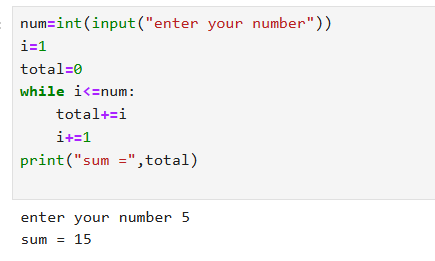 num=int(input("enter your number"))
i=1
total=0
while i<=num:
    total+=i
    i+=1
print("sum =",total)
enter your number 5
sum = 15